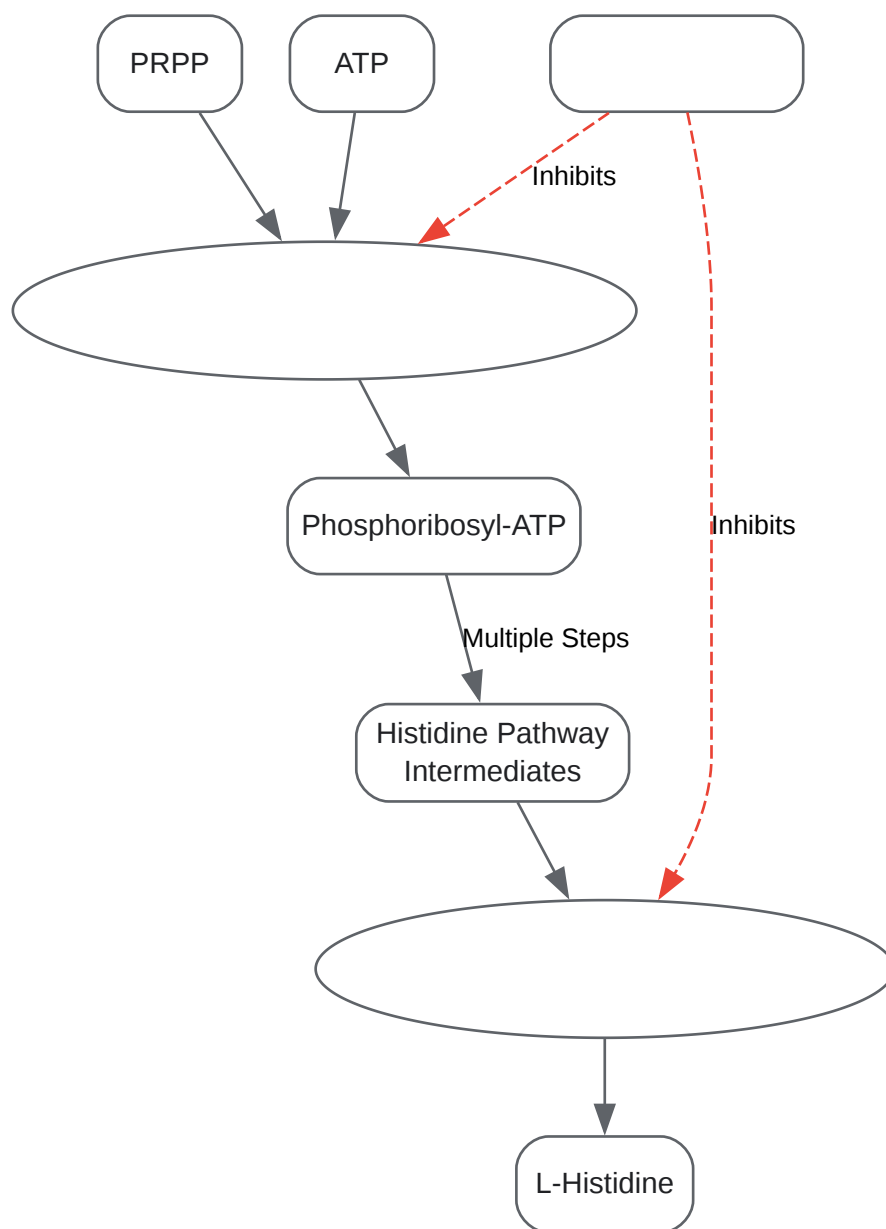 PRPP
ATP
Inhibits
Phosphoribosyl-ATP
Inhibits
Multiple Steps
Histidine Pathway
Intermediates
L-Histidine